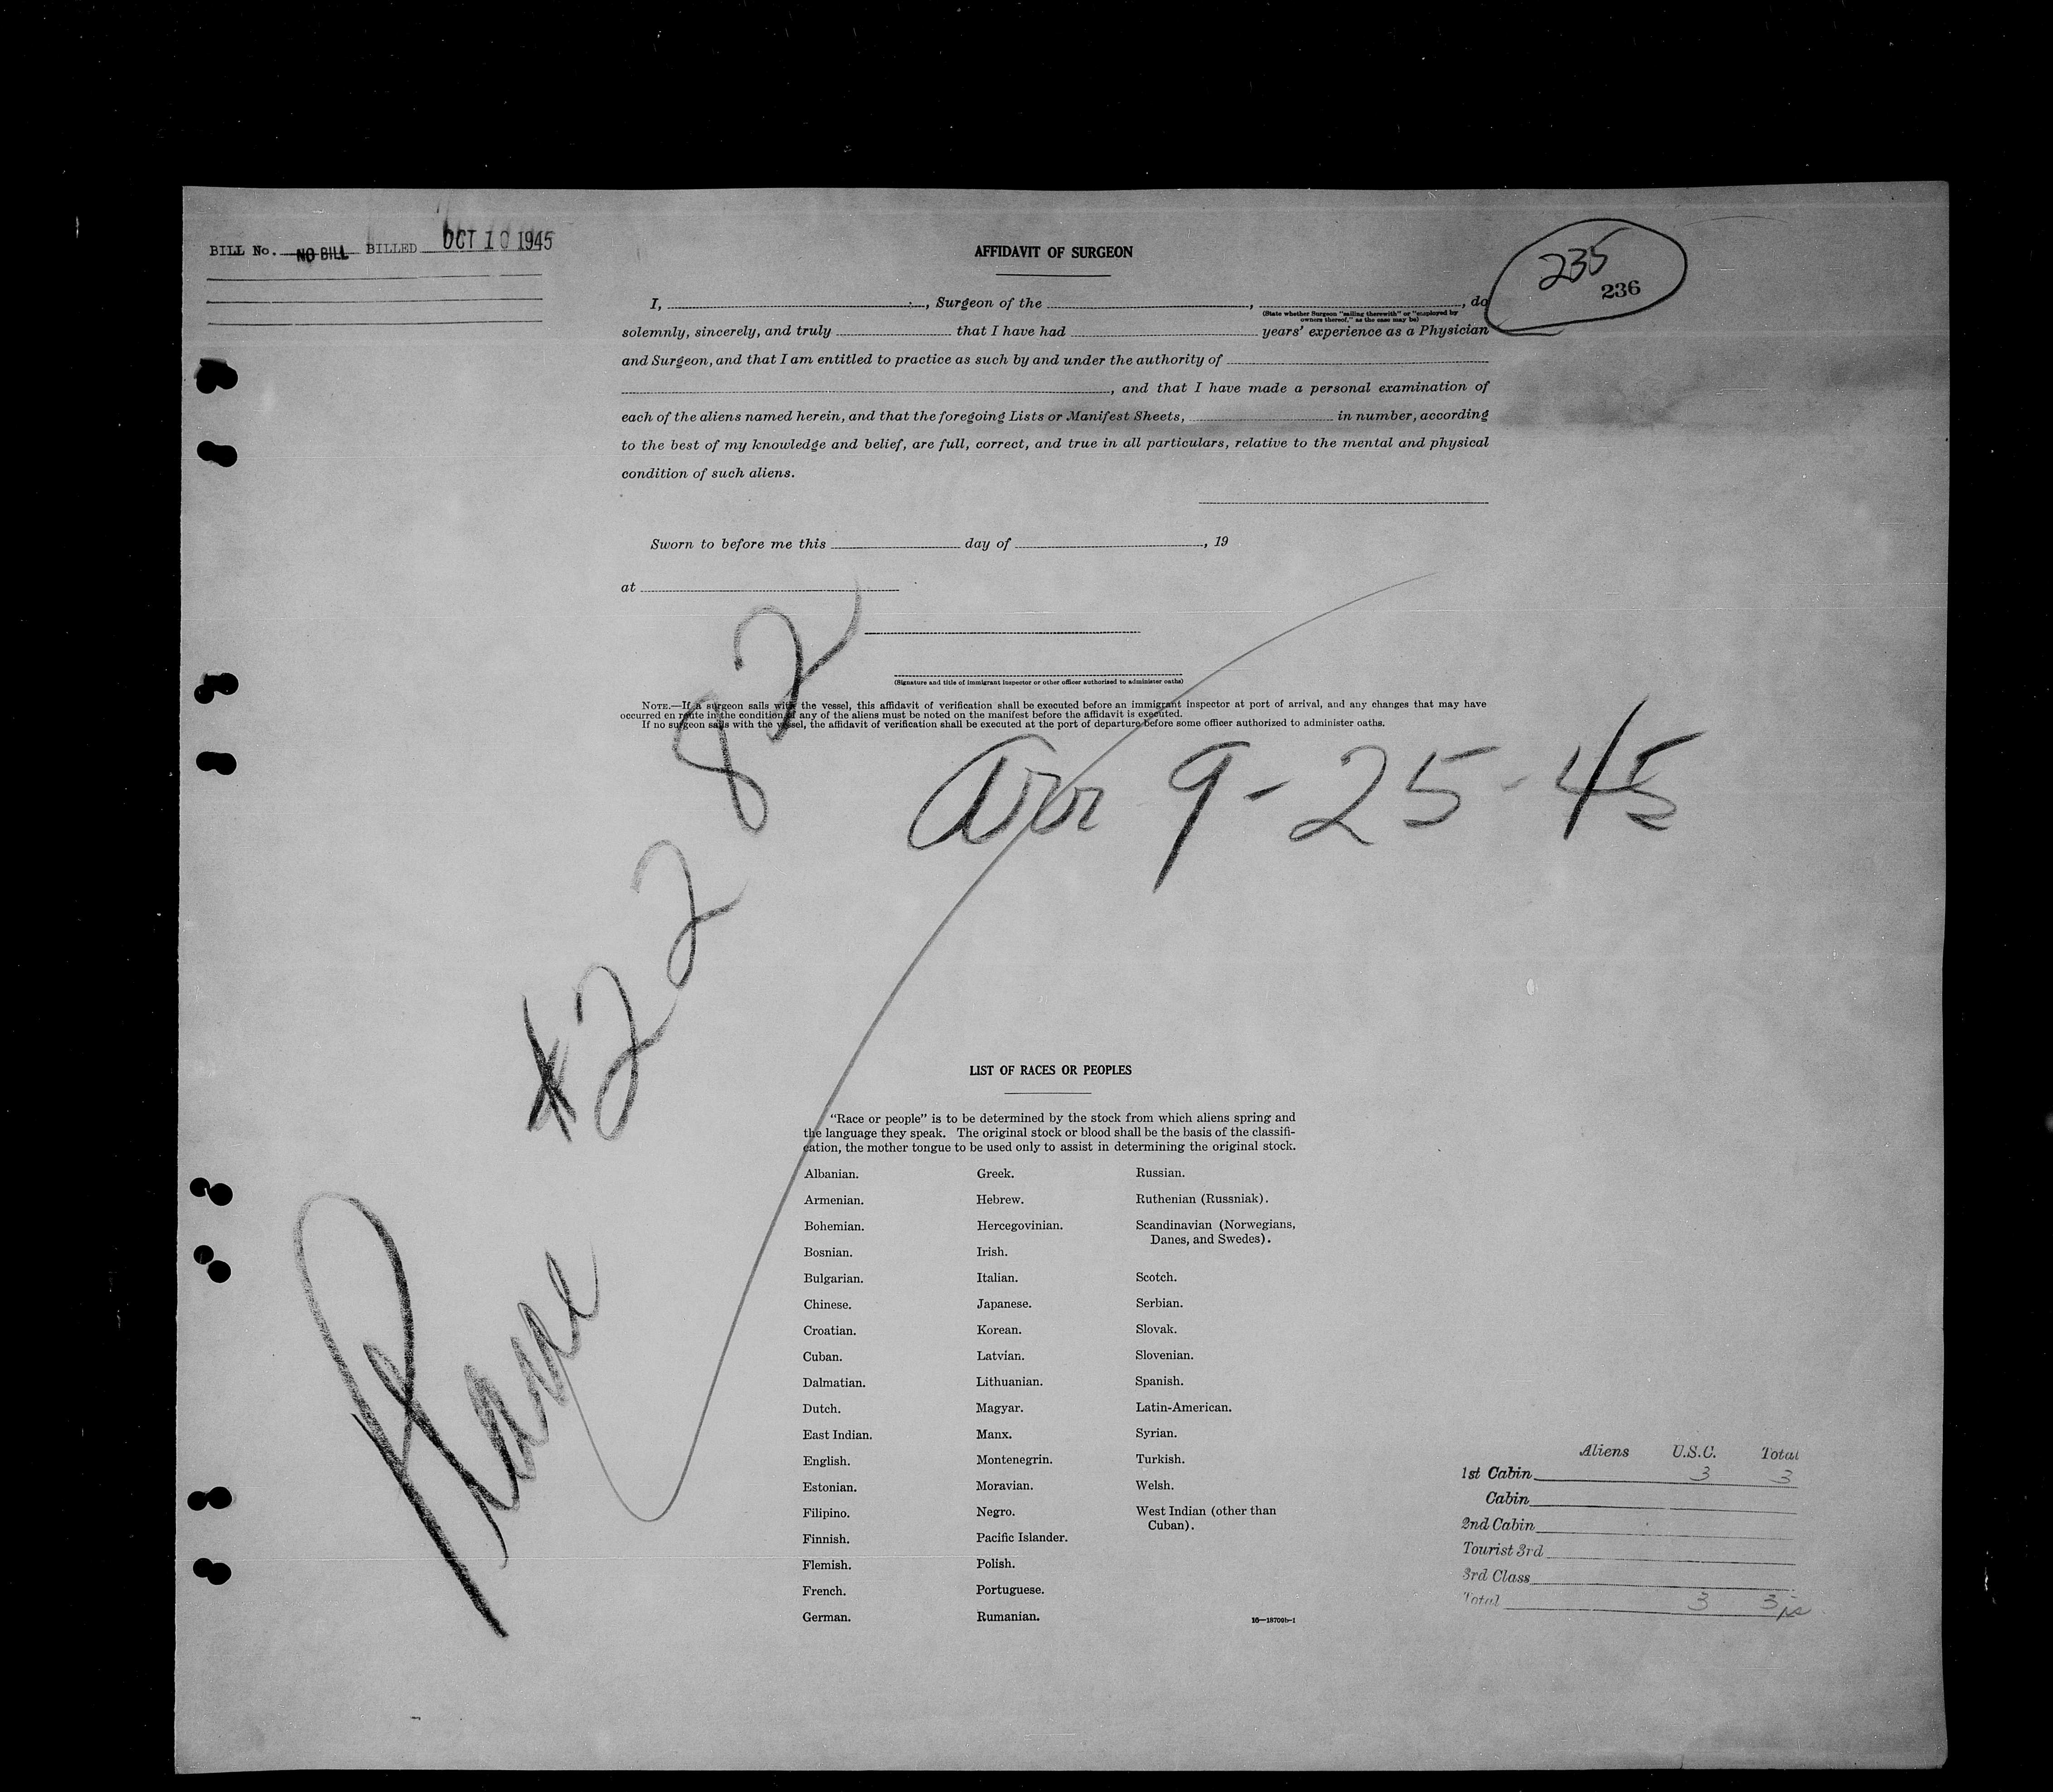 BILL No. NO BILL BILLED OCT 10 1945
AFFIDAVIT OF SURGEON
235
236
I, , Surgeon of the , , do
(State whether Surgeon "sailing therewith" or "employed by
owners thereof," as the case may be)
solemnly, sincerely, and truly that I have had years' experience as a Physician
and Surgeon, and that I am entitled to practice as such by and under the authority of
, and that I have made a personal examination of
each of the aliens named herein, and that the foregoing Lists or Manifest Sheets, in number, according
to the best of my knowledge and belief, are full, correct, and true in all particulars, relative to the mental and physical
condition of such aliens.
Sworn to before me this day of , 19
at
(Signature and title of immigrant inspector or other officer authorized to administer oaths)
NOTE.—If a surgeon sails with the vessel, this affidavit of verification shall be executed before an immigrant inspector at port of arrival, and any changes that may have
occurred en route in the condition of any of the aliens must be noted on the manifest before the affidavit is executed.
If no surgeon sails with the vessel, the affidavit of verification shall be executed at the port of departure before some officer authorized to administer oaths.
Arr 9-25-45
Plane #2282
LIST OF RACES OR PEOPLES
"Race or people" is to be determined by the stock from which aliens spring and
the language they speak. The original stock or blood shall be the basis of the classifi-
cation, the mother tongue to be used only to assist in determining the original stock.
Albanian.
Armenian.
Bohemian.
Bosnian.
Bulgarian.
Chinese.
Croatian.
Cuban.
Dalmatian.
Dutch.
East Indian.
English.
Estonian.
Filipino.
Finnish.
Flemish.
French.
German.
Greek.
Hebrew.
Hercegovinian.
Irish.
Italian.
Japanese.
Korean.
Latvian.
Lithuanian.
Magyar.
Manx.
Montenegrin.
Moravian.
Negro.
Pacific Islander.
Polish.
Portuguese.
Rumanian.
Russian.
Ruthenian (Russniak).
Scandinavian (Norwegians,
Danes, and Swedes).
Scotch.
Serbian.
Slovak.
Slovenian.
Spanish.
Latin-American.
Syrian.
Turkish.
Welsh.
West Indian (other than
Cuban).
16—18700b-1
Aliens U.S.C. Total
1st Cabin 3 3
Cabin
2nd Cabin
Tourist 3rd
3rd Class
Total 3 3